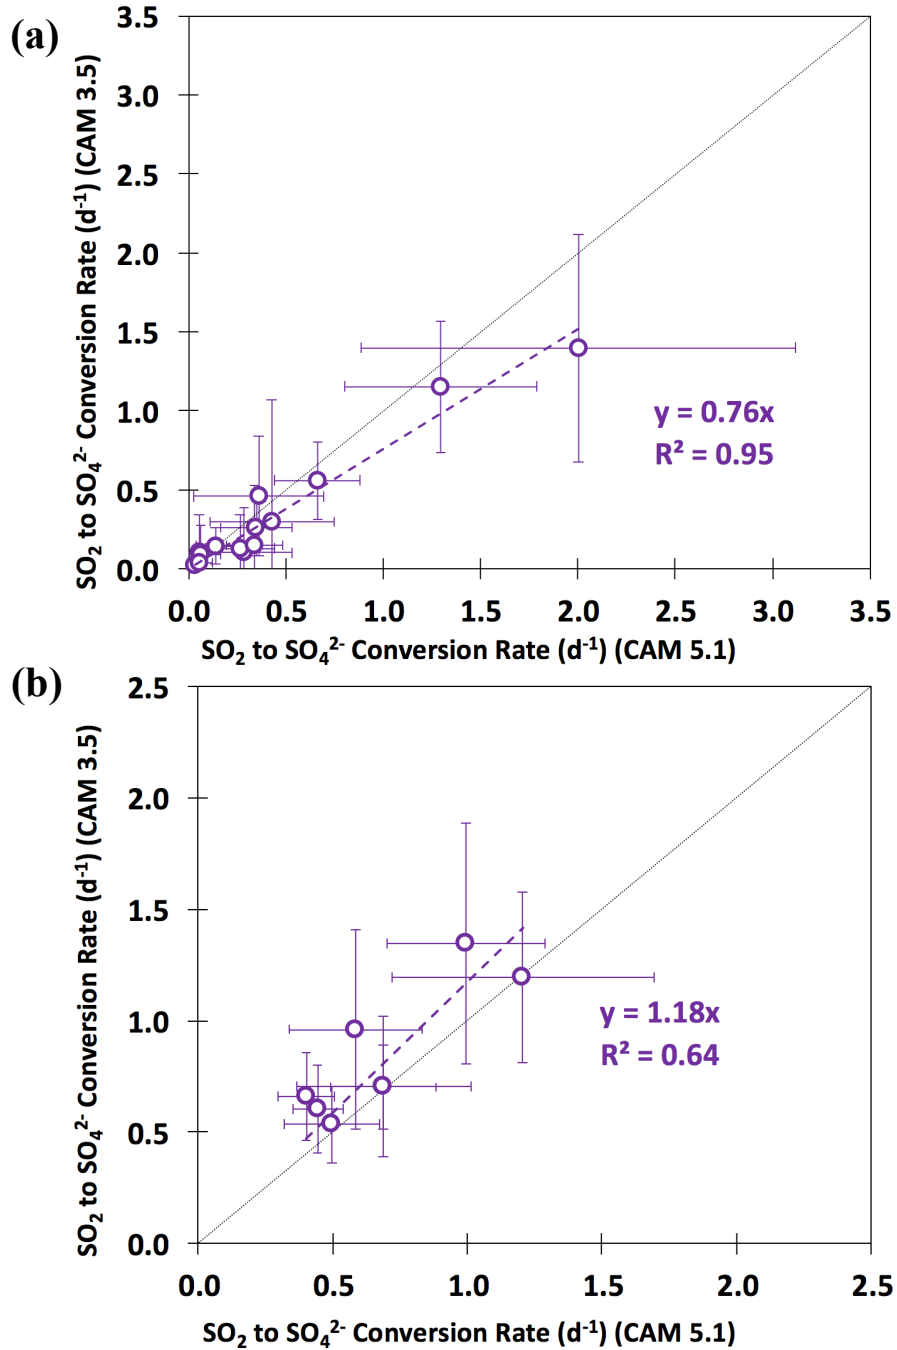 (a)
SO₂ to SO₄²⁻ Conversion Rate (d⁻¹) (CAM 3.5)
3.5
3.0
2.5
2.0
1.5
1.0
0.5
0.0
y = 0.76x
R² = 0.95
0.0 0.5 1.0 1.5 2.0 2.5 3.0 3.5
SO₂ to SO₄²⁻ Conversion Rate (d⁻¹) (CAM 5.1)
(b)
SO₂ to SO₄²⁻ Conversion Rate (d⁻¹) (CAM 3.5)
2.5
2.0
1.5
1.0
0.5
0.0
y = 1.18x
R² = 0.64
0.0 0.5 1.0 1.5 2.0 2.5
SO₂ to SO₄²⁻ Conversion Rate (d⁻¹) (CAM 5.1)